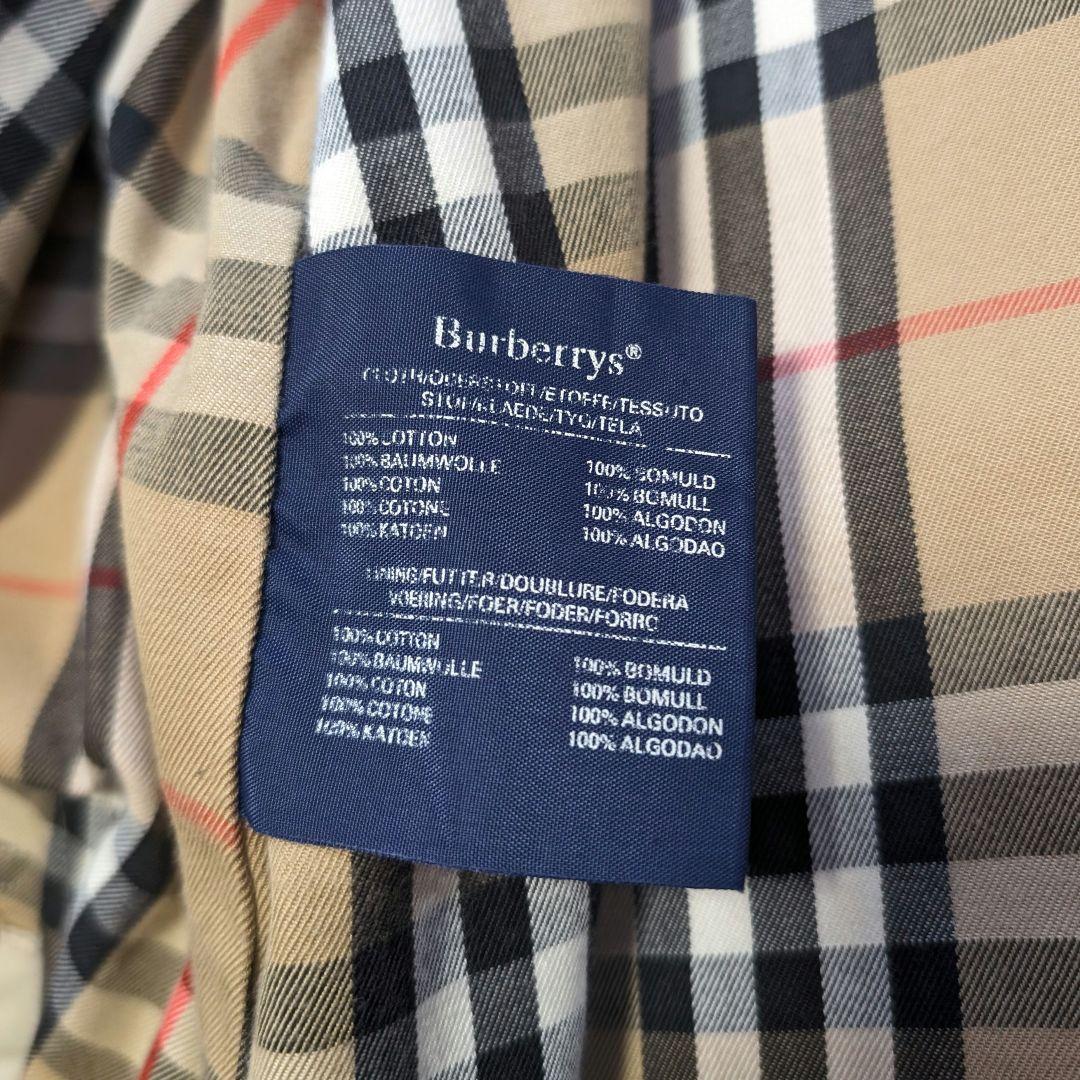 Burberrys®
CLOTH/OBERSTOFF/ETOFFE/TESSUTO
STOF/KLAEDE/TYG/TELA
100% COTTON
100% BAUMWOLLE
100% COTON
100% COTONE
100% KATOEN
100% BOMULD
100% BOMULL
100% ALGODON
100% ALGODAO
LINING/FUTTER/DOUBLURE/FODERA
VOERING/FOER/FODER/FORRO
100% COTTON
100% BAUMWOLLE
100% COTON
100% COTONE
100% KATOEN
100% BOMULD
100% BOMULL
100% ALGODON
100% ALGODAO